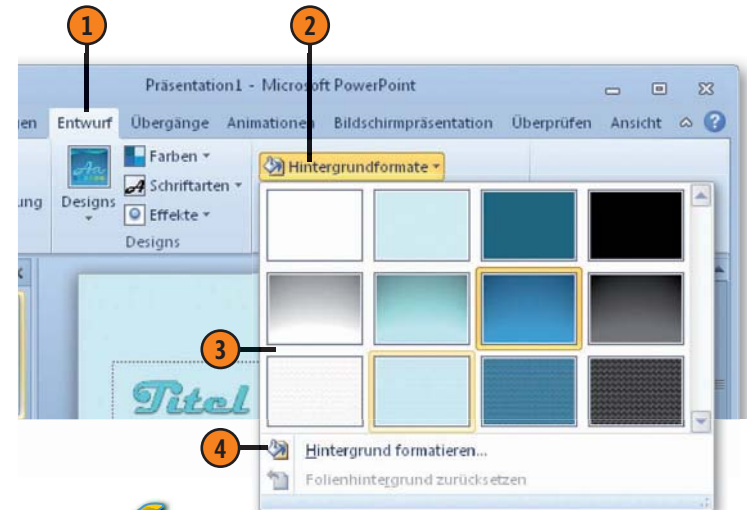 1
2
Präsentation1 - Microsoft PowerPoint
en Entwurf Übergänge Animationen Bildschirmpräsentation Überprüfen Ansicht
Farben
Hintergrundformate
Schriftarten
ung Designs
Effekte
Designs
3
Titel
4
Hintergrund formatieren...
Folienhintergrund zurücksetzen